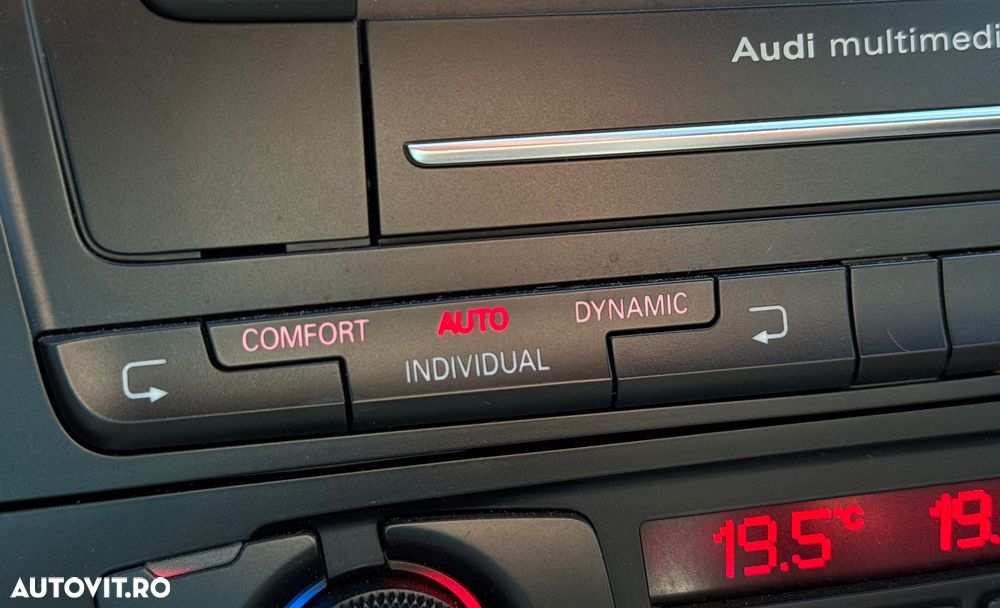 Audi multimedi
COMFORT AUTO DYNAMIC
INDIVIDUAL
19.5°C 19.
AUTOVIT.RO